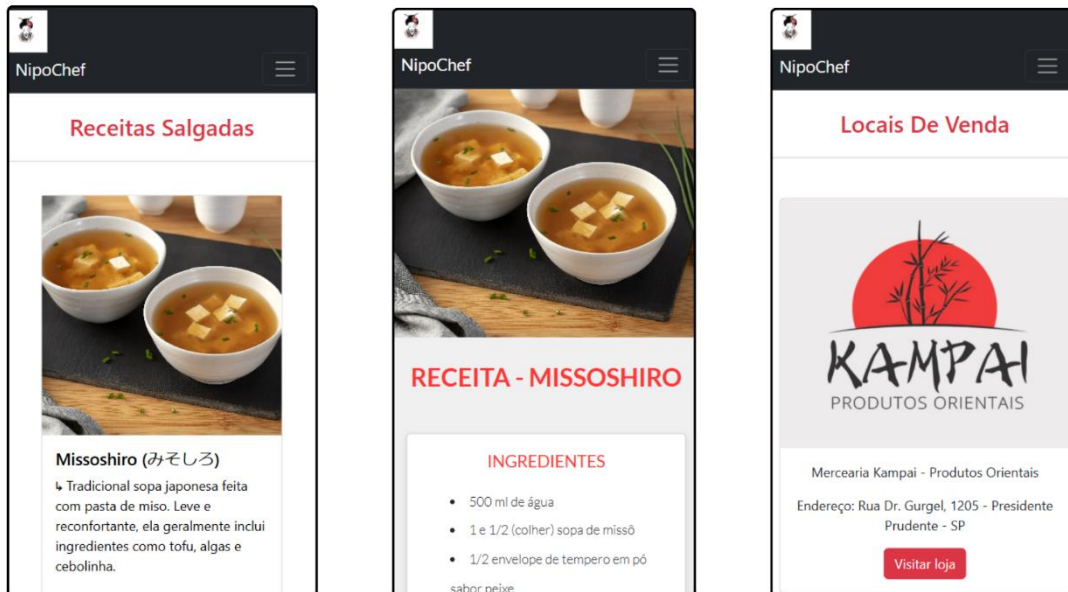 NipoChef
Receitas Salgadas
Missoshiro (みそしろ)
↳ Tradicional sopa japonesa feita
com pasta de miso. Leve e
reconfortante, ela geralmente inclui
ingredientes como tofu, algas e
cebolinha.
NipoChef
RECEITA - MISSOSHIRO
INGREDIENTES
• 500 ml de água
• 1 e 1/2 (colher) sopa de missô
• 1/2 envelope de tempero em pó
sabor peixe
NipoChef
Locais De Venda
KAMPAI
PRODUTOS ORIENTAIS
Mercearia Kampai - Produtos Orientais
Endereço: Rua Dr. Gurgel, 1205 - Presidente
Prudente - SP
Visitar loja